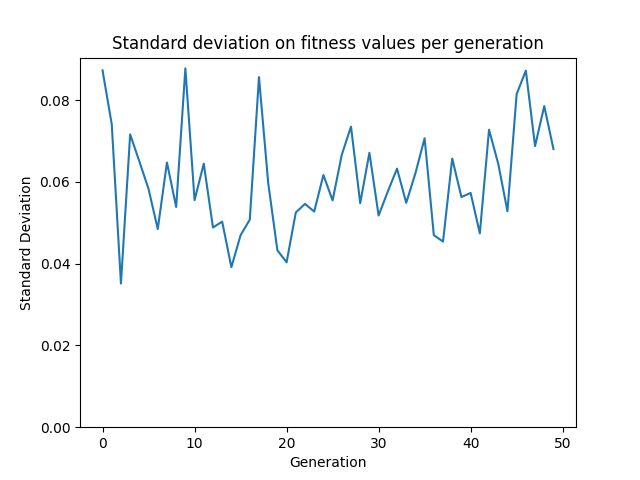 Standard deviation on fitness values per generation
Standard Deviation
0.08
0.06
0.04
0.02
0.00
0 10 20 30 40 50
Generation